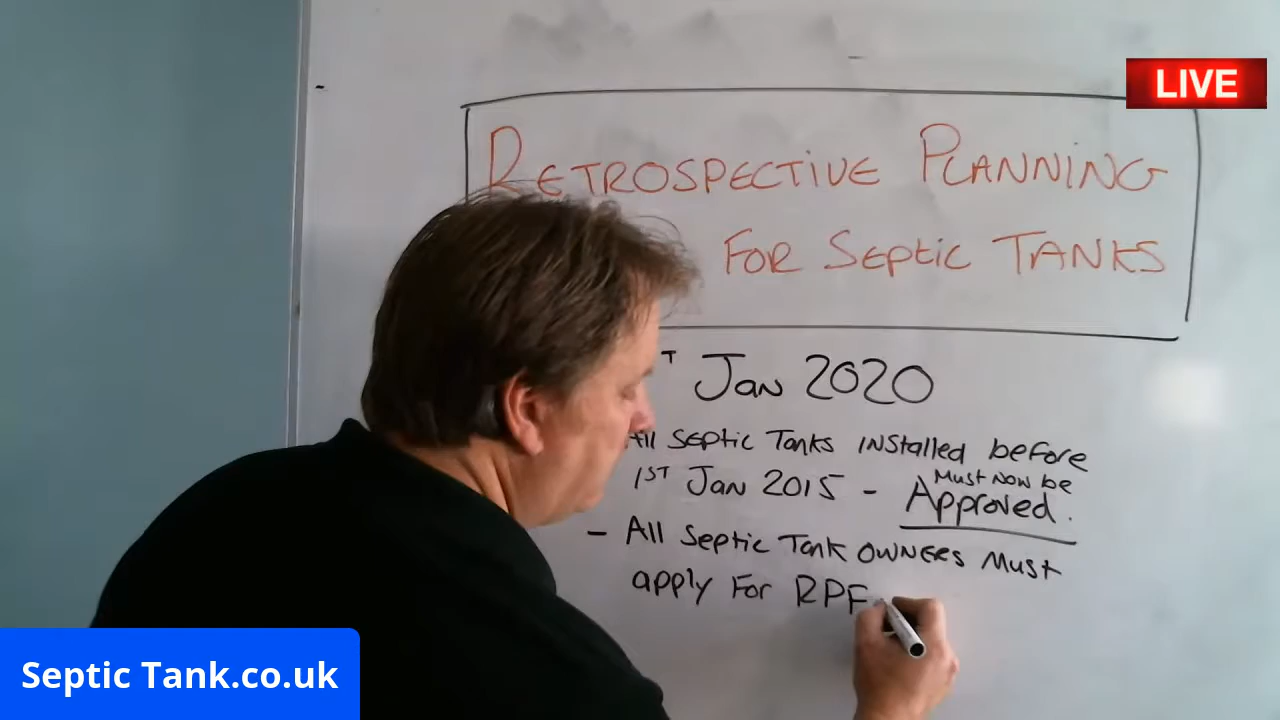 LIVE
RETROSPECTIVE PLANNING
FOR SEPTIC TANKS
T Jan 2020
All SEPtic Tanks INStalled before
1ST Jan 2015 - Must Now be
Approved.
- All Septic Tank OWNERS Must
apply For RPF
Septic Tank.co.uk